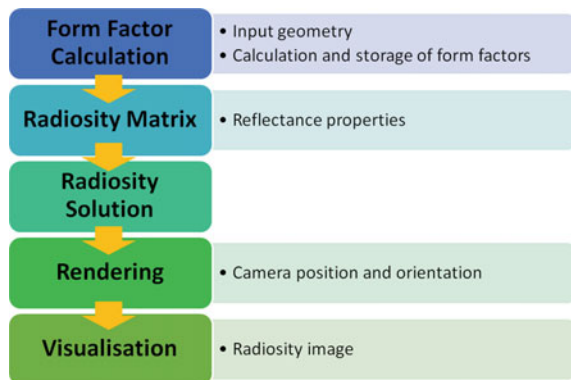 Form Factor
Calculation
• Input geometry
• Calculation and storage of form factors
Radiosity Matrix
• Reflectance properties
Radiosity
Solution
Rendering
• Camera position and orientation
Visualisation
• Radiosity image